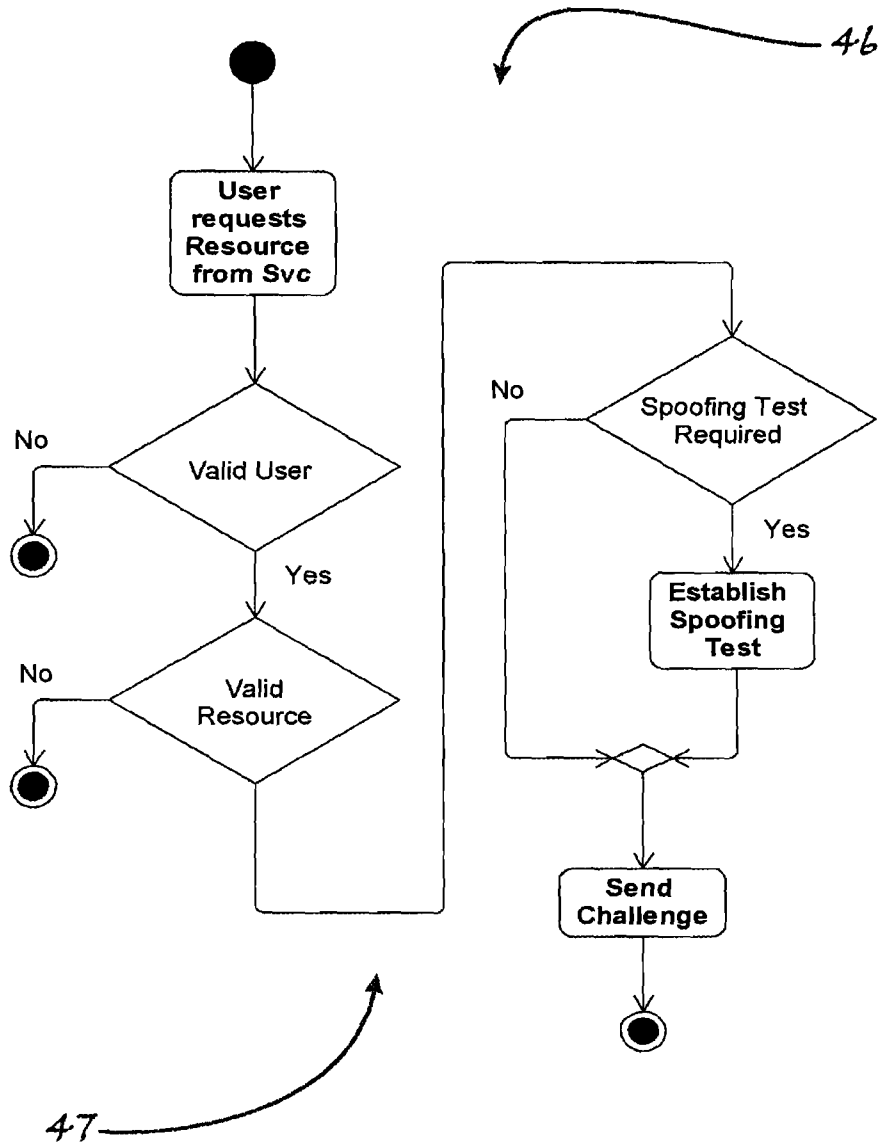 46
User
requests
Resource
from Svc
No
Valid User
Yes
No
Valid
Resource
No
Spoofing Test
Required
Yes
Establish
Spoofing
Test
Send
Challenge
47